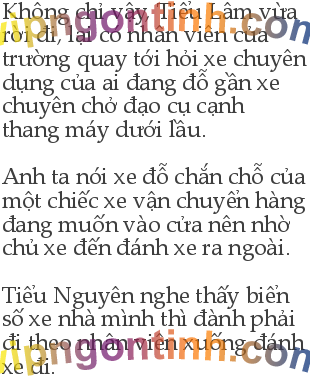 Không chỉ vậy, Tiểu Lâm vừa
rời đi, lại có nhân viên của
trường quay tới hỏi xe chuyên
dụng của ai đang đỗ gần xe
chuyên chở đạo cụ cạnh
thang máy dưới lầu.
Anh ta nói xe đỗ chắn chỗ của
một chiếc xe vận chuyển hàng
đang muốn vào cửa nên nhờ
chủ xe đến đánh xe ra ngoài.
Tiểu Nguyên nghe thấy biển
số xe nhà mình thì đành phải
đi theo nhân viên xuống đánh
xe đi.